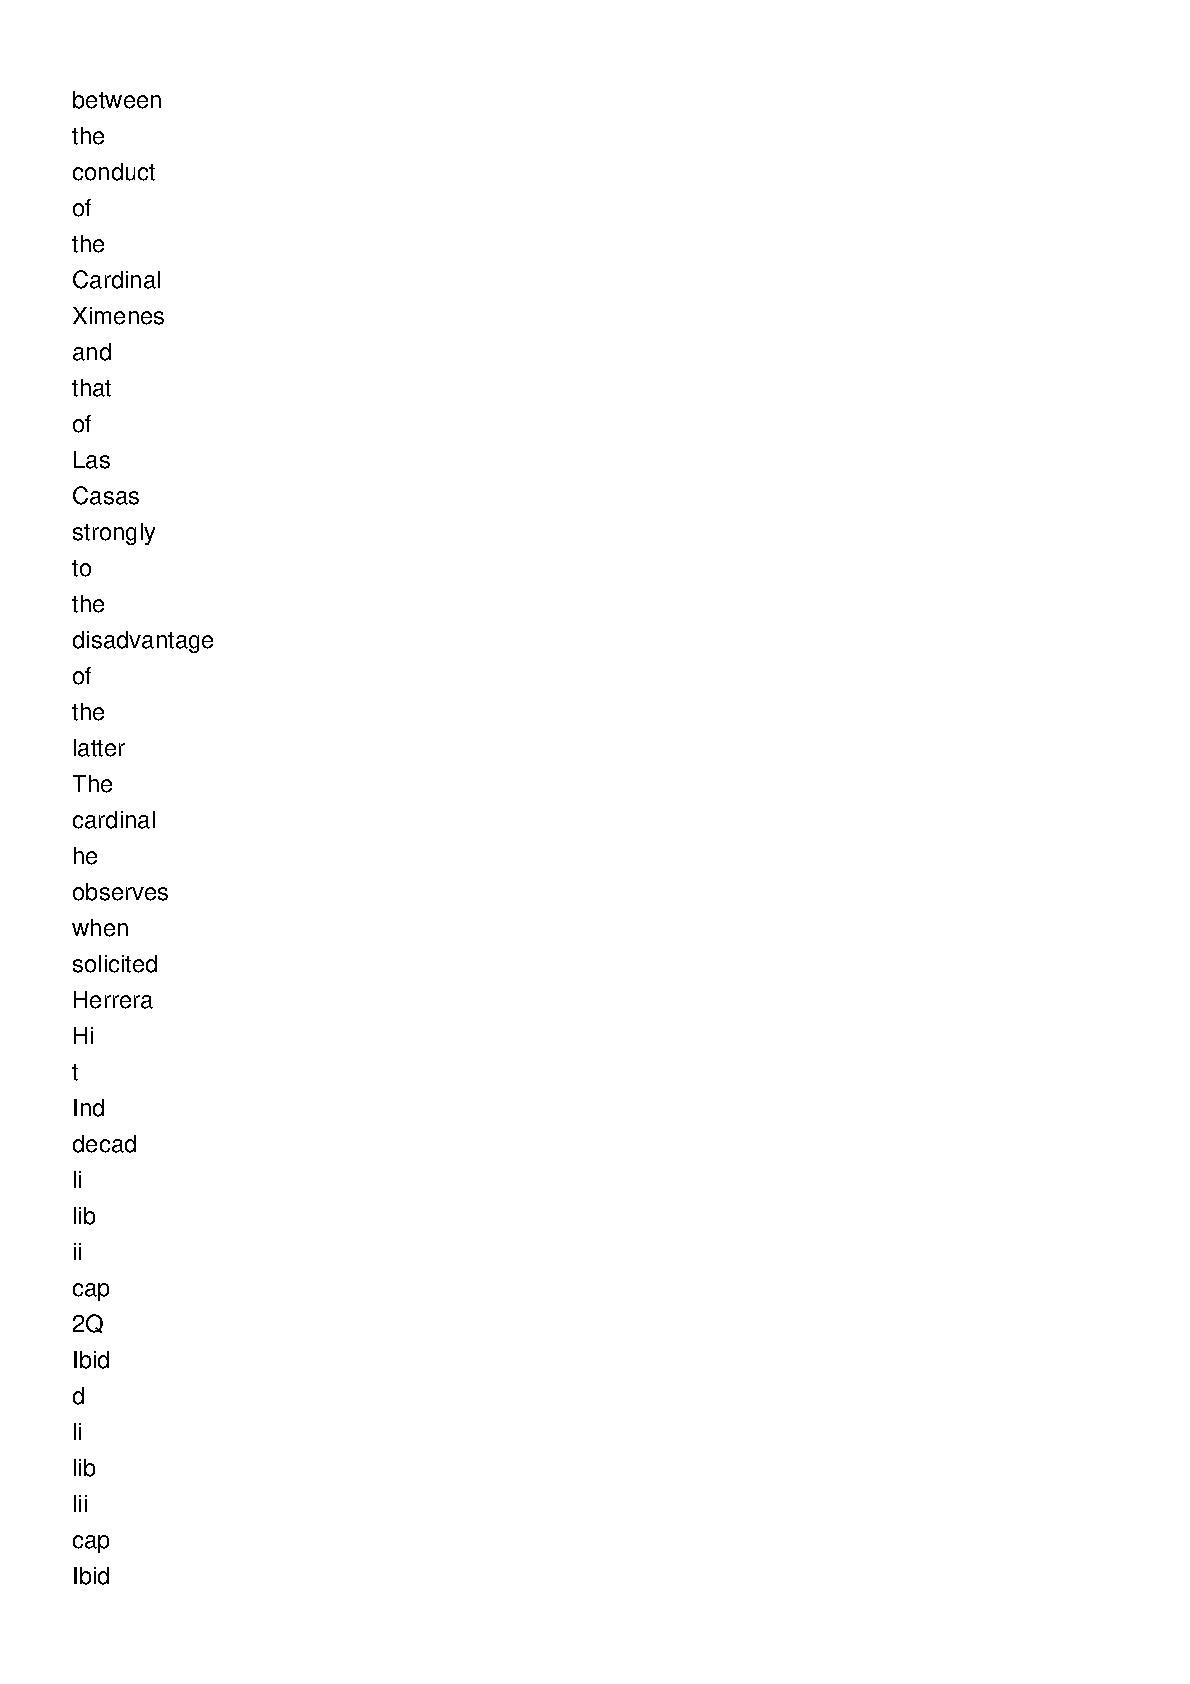 between
the
conduct
of
the
Cardinal
Ximenes
and
that
of
Las
Casas
strongly
to
the
disadvantage
of
the
latter
The
cardinal
he
observes
when
solicited
Herrera
Hi
t
Ind
decad
li
lib
ii
cap
2Q
Ibid
d
li
lib
lii
cap
Ibid